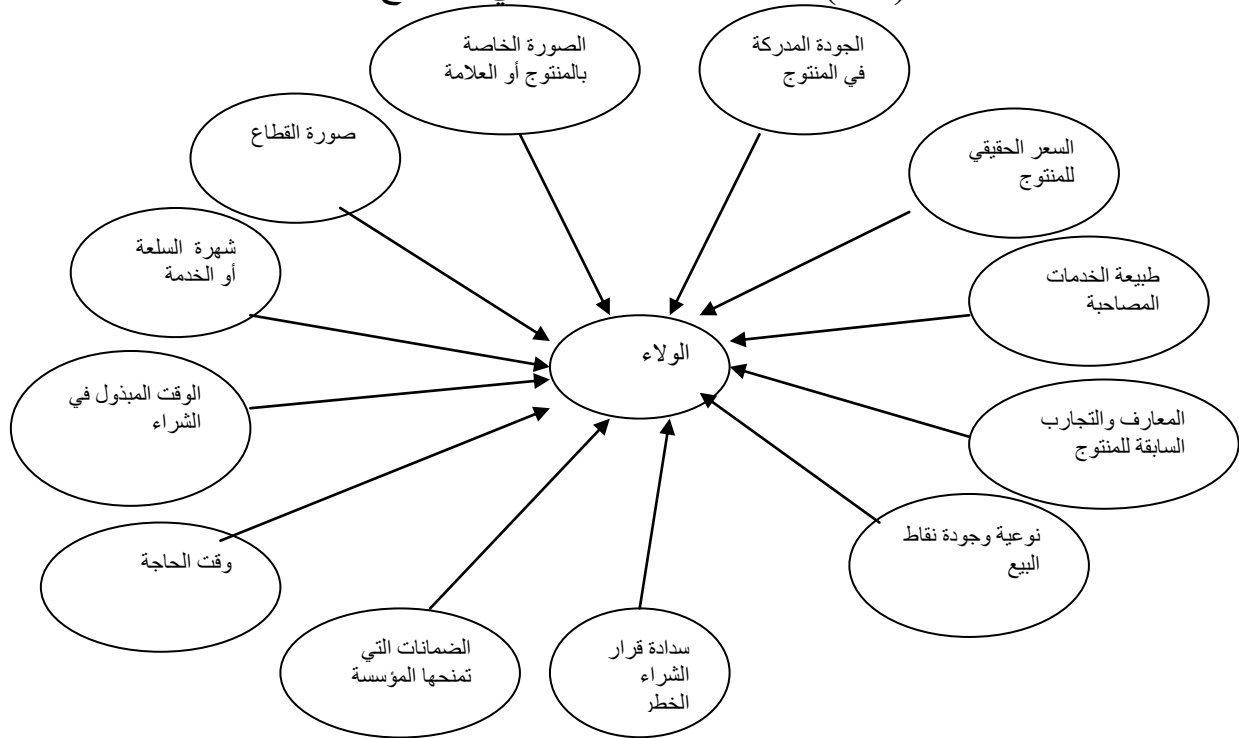 الصورة الخاصة
بالمنتوج أو العلامة
الجودة المدركة
في المنتوج
صورة القطاع
السعر الحقيقي
للمنتوج
شهرة السلعة
أو الخدمة
طبيعة الخدمات
المصاحبة
الولاء
الوقت المبذول في
الشراء
المعارف والتجارب
السابقة للمنتوج
نوعية وجودة نقاط
البيع
وقت الحاجة
الضمانات التي
تمنحها المؤسسة
سدادة قرار
الشراء
الخطر